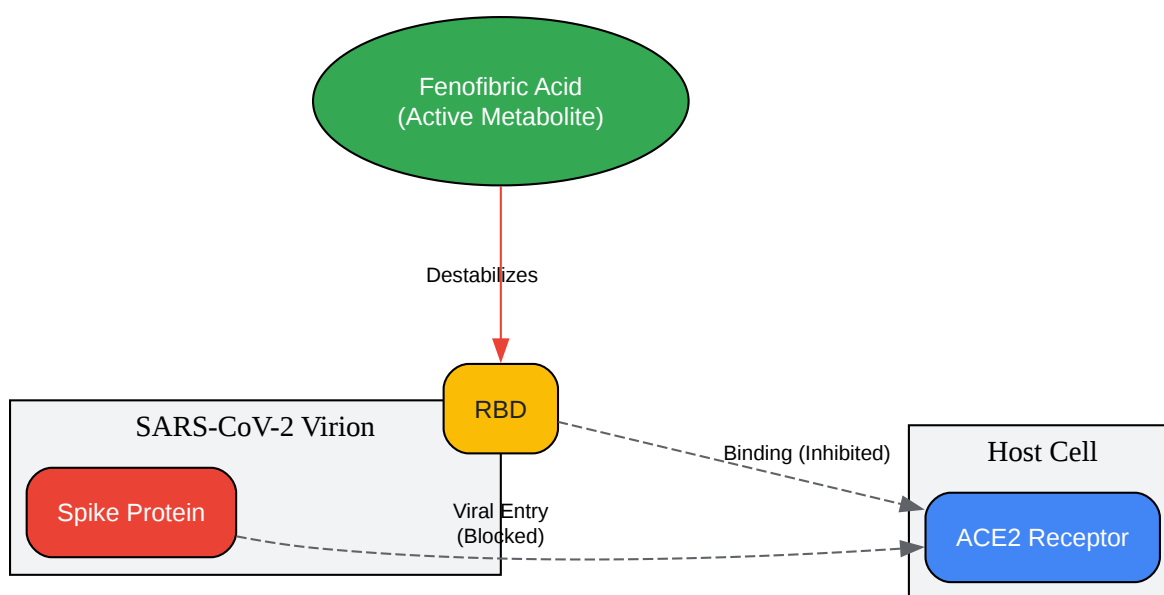 Fenofibric Acid
(Active Metabolite)
Destabilizes
RBD
SARS-CoV-2 Virion
Binding (Inhibited)
Host Cell
Spike Protein
Viral Entry
(Blocked)
ACE2 Receptor